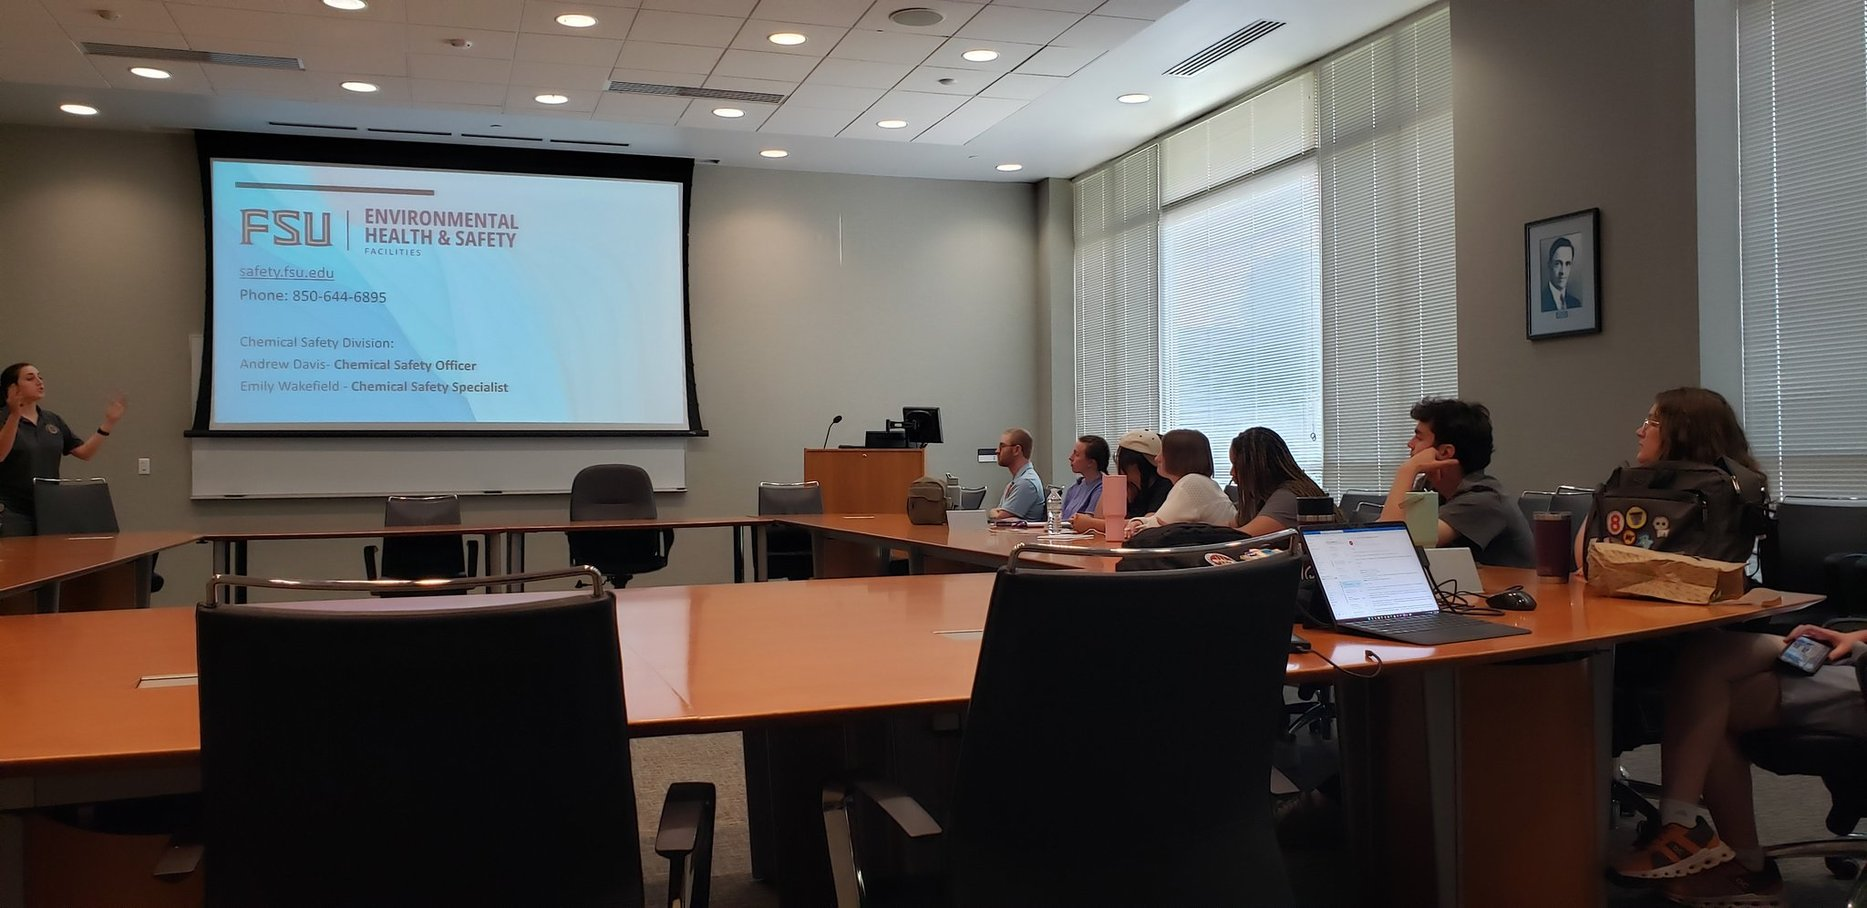 FSU
ENVIRONMENTAL
HEALTH & SAFETY
FACILITIES
safety.fsu.edu
Phone: 850-644-6895
Chemical Safety Division:
Andrew Davis- Chemical Safety Officer
Emily Wakefield - Chemical Safety Specialist
8